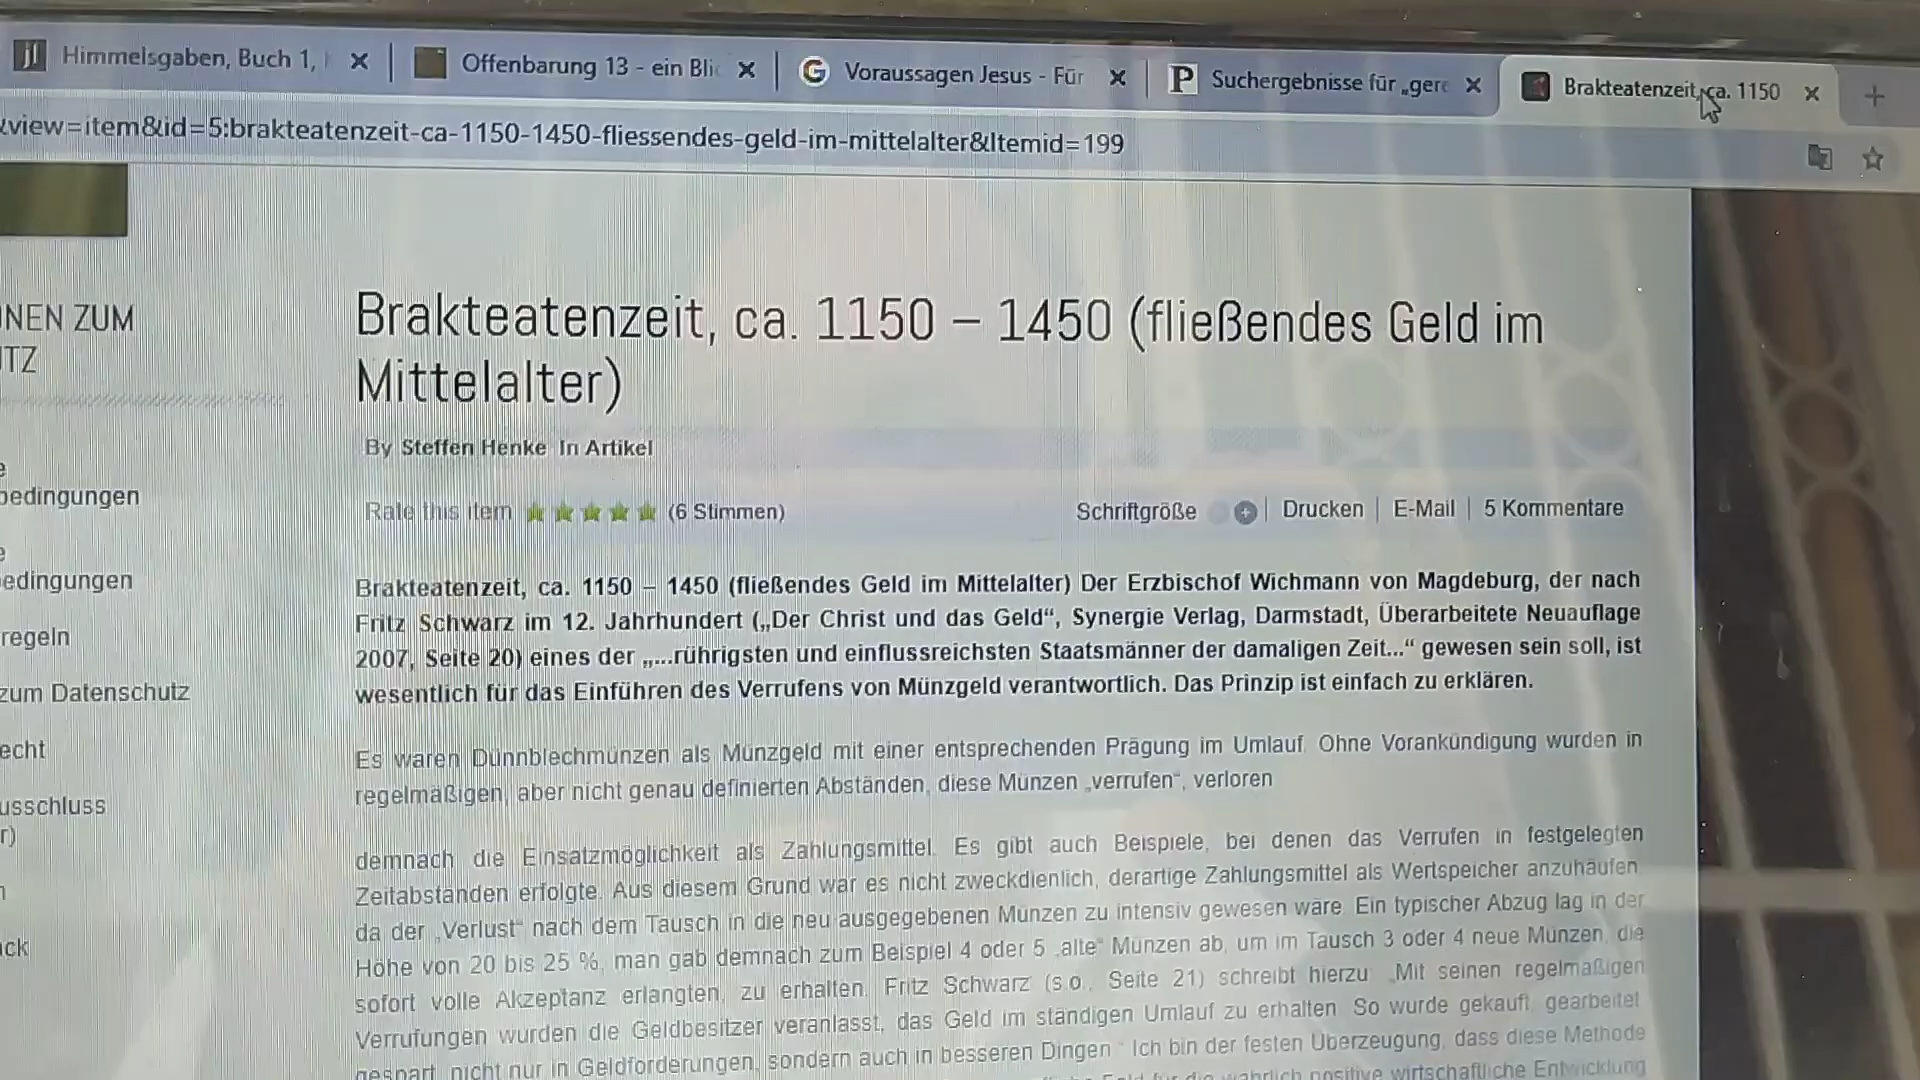 Himmelsgaben, Buch 1,
Offenbarung 13 - ein Blic
Voraussagen Jesus - Für
Suchergebnisse für „gere
Brakteatenzeit, ca. 1150
view=item&id=5:brakteatenzeit-ca-1150-1450-fliessendes-geld-im-mittelalter&Itemid=199
NEN ZUM
TZ
e
bedingungen
e
edingungen
regeln
zum Datenschutz
echt
usschluss
r)
ck
Brakteatenzeit, ca. 1150 – 1450 (fließendes Geld im
Mittelalter)
By Steffen Henke In Artikel
Rate this item (6 Stimmen)
Schriftgröße | Drucken | E-Mail | 5 Kommentare
Brakteatenzeit, ca. 1150 – 1450 (fließendes Geld im Mittelalter) Der Erzbischof Wichmann von Magdeburg, der nach
Fritz Schwarz im 12. Jahrhundert („Der Christ und das Geld“, Synergie Verlag, Darmstadt, Überarbeitete Neuauflage
2007, Seite 20) eines der „...rührigsten und einflussreichsten Staatsmänner der damaligen Zeit...“ gewesen sein soll, ist
wesentlich für das Einführen des Verrufens von Münzgeld verantwortlich. Das Prinzip ist einfach zu erklären.
Es waren Dünnblechmünzen als Münzgeld mit einer entsprechenden Prägung im Umlauf. Ohne Vorankündigung wurden in
regelmäßigen, aber nicht genau definierten Abständen, diese Münzen „verrufen“, verloren
demnach die Einsatzmöglichkeit als Zahlungsmittel. Es gibt auch Beispiele, bei denen das Verrufen in festgelegten
Zeitabständen erfolgte. Aus diesem Grund war es nicht zweckdienlich, derartige Zahlungsmittel als Wertspeicher anzuhäufen,
da der „Verlust“ nach dem Tausch in die neu ausgegebenen Münzen zu intensiv gewesen wäre. Ein typischer Abzug lag in der
Höhe von 20 bis 25 %, man gab demnach zum Beispiel 4 oder 5 „alte“ Münzen ab, um im Tausch 3 oder 4 neue Münzen, die
sofort volle Akzeptanz erlangten, zu erhalten. Fritz Schwarz (s.o., Seite 21) schreibt hierzu: „Mit seinen regelmäßigen
Verrufungen wurden die Geldbesitzer veranlasst, das Geld im ständigen Umlauf zu erhalten. So wurde gekauft, gearbeitet,
gespart, nicht nur in Geldforderungen, sondern auch in besseren Dingen.“ Ich bin der festen Überzeugung, dass diese Methode
Geld für die wahrlich positive wirtschaftliche Entwicklung